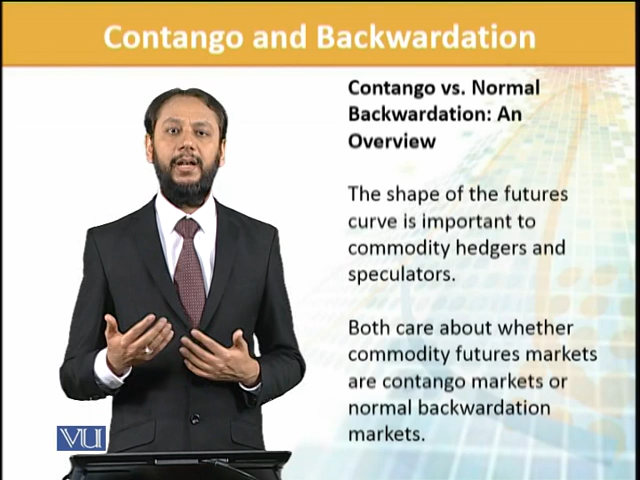 Contango and Backwardation
Contango vs. Normal
Backwardation: An
Overview
The shape of the futures
curve is important to
commodity hedgers and
speculators.
Both care about whether
commodity futures markets
are contango markets or
normal backwardation
markets.
VU